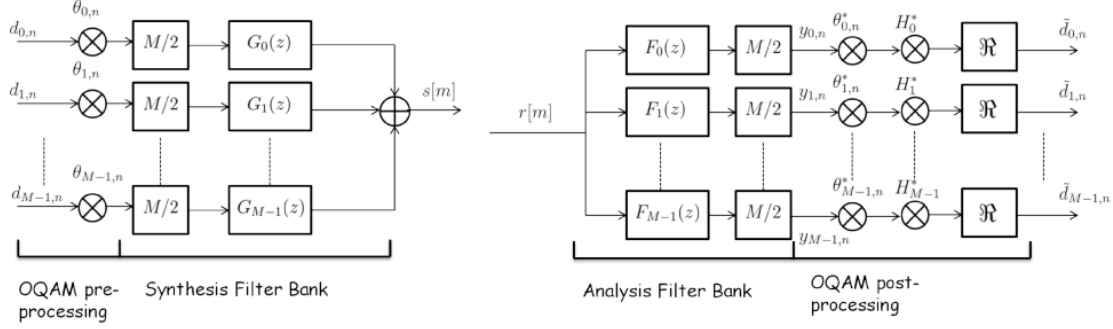 θ_{0,n}
d_{0,n} M/2 G_0(z)
θ_{1,n}
d_{1,n} M/2 G_1(z) s[m]
θ_{M−1,n}
d_{M−1,n} M/2 G_{M−1}(z)
OQAM pre-
processing
Synthesis Filter Bank
r[m]
F_0(z) M/2 y_{0,n} θ^*_{0,n} H^*_0 ℜ d̃_{0,n}
F_1(z) M/2 y_{1,n} θ^*_{1,n} H^*_1 ℜ d̃_{1,n}
F_{M−1}(z) M/2 y_{M−1,n} θ^*_{M−1,n} H^*_{M−1} ℜ d̃_{M−1,n}
Analysis Filter Bank
OQAM post-
processing